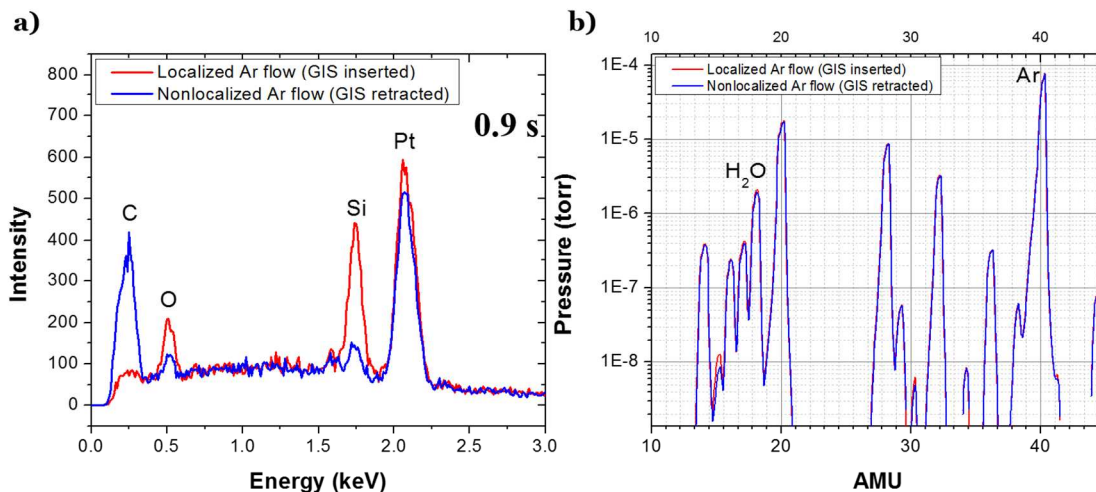 a)
Localized Ar flow (GIS inserted)
Nonlocalized Ar flow (GIS retracted)
0.9 s
C
O
Si
Pt
Intensity
800
700
600
500
400
300
200
100
0
0.0 0.5 1.0 1.5 2.0 2.5 3.0
Energy (keV)
b)
10 20 30 40
Localized Ar flow (GIS inserted)
Nonlocalized Ar flow (GIS retracted)
Ar
H₂O
Pressure (torr)
1E-4
1E-5
1E-6
1E-7
1E-8
10 20 30 40
AMU